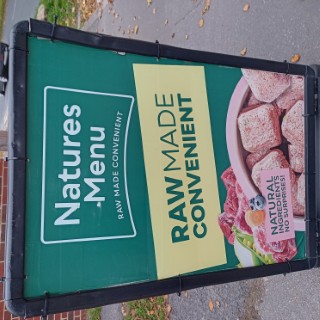 Natures
Menu
RAW MADE CONVENIENT
RAW MADE
CONVENIENT
NATURAL
INGREDIENTS
NO SURPRISES!